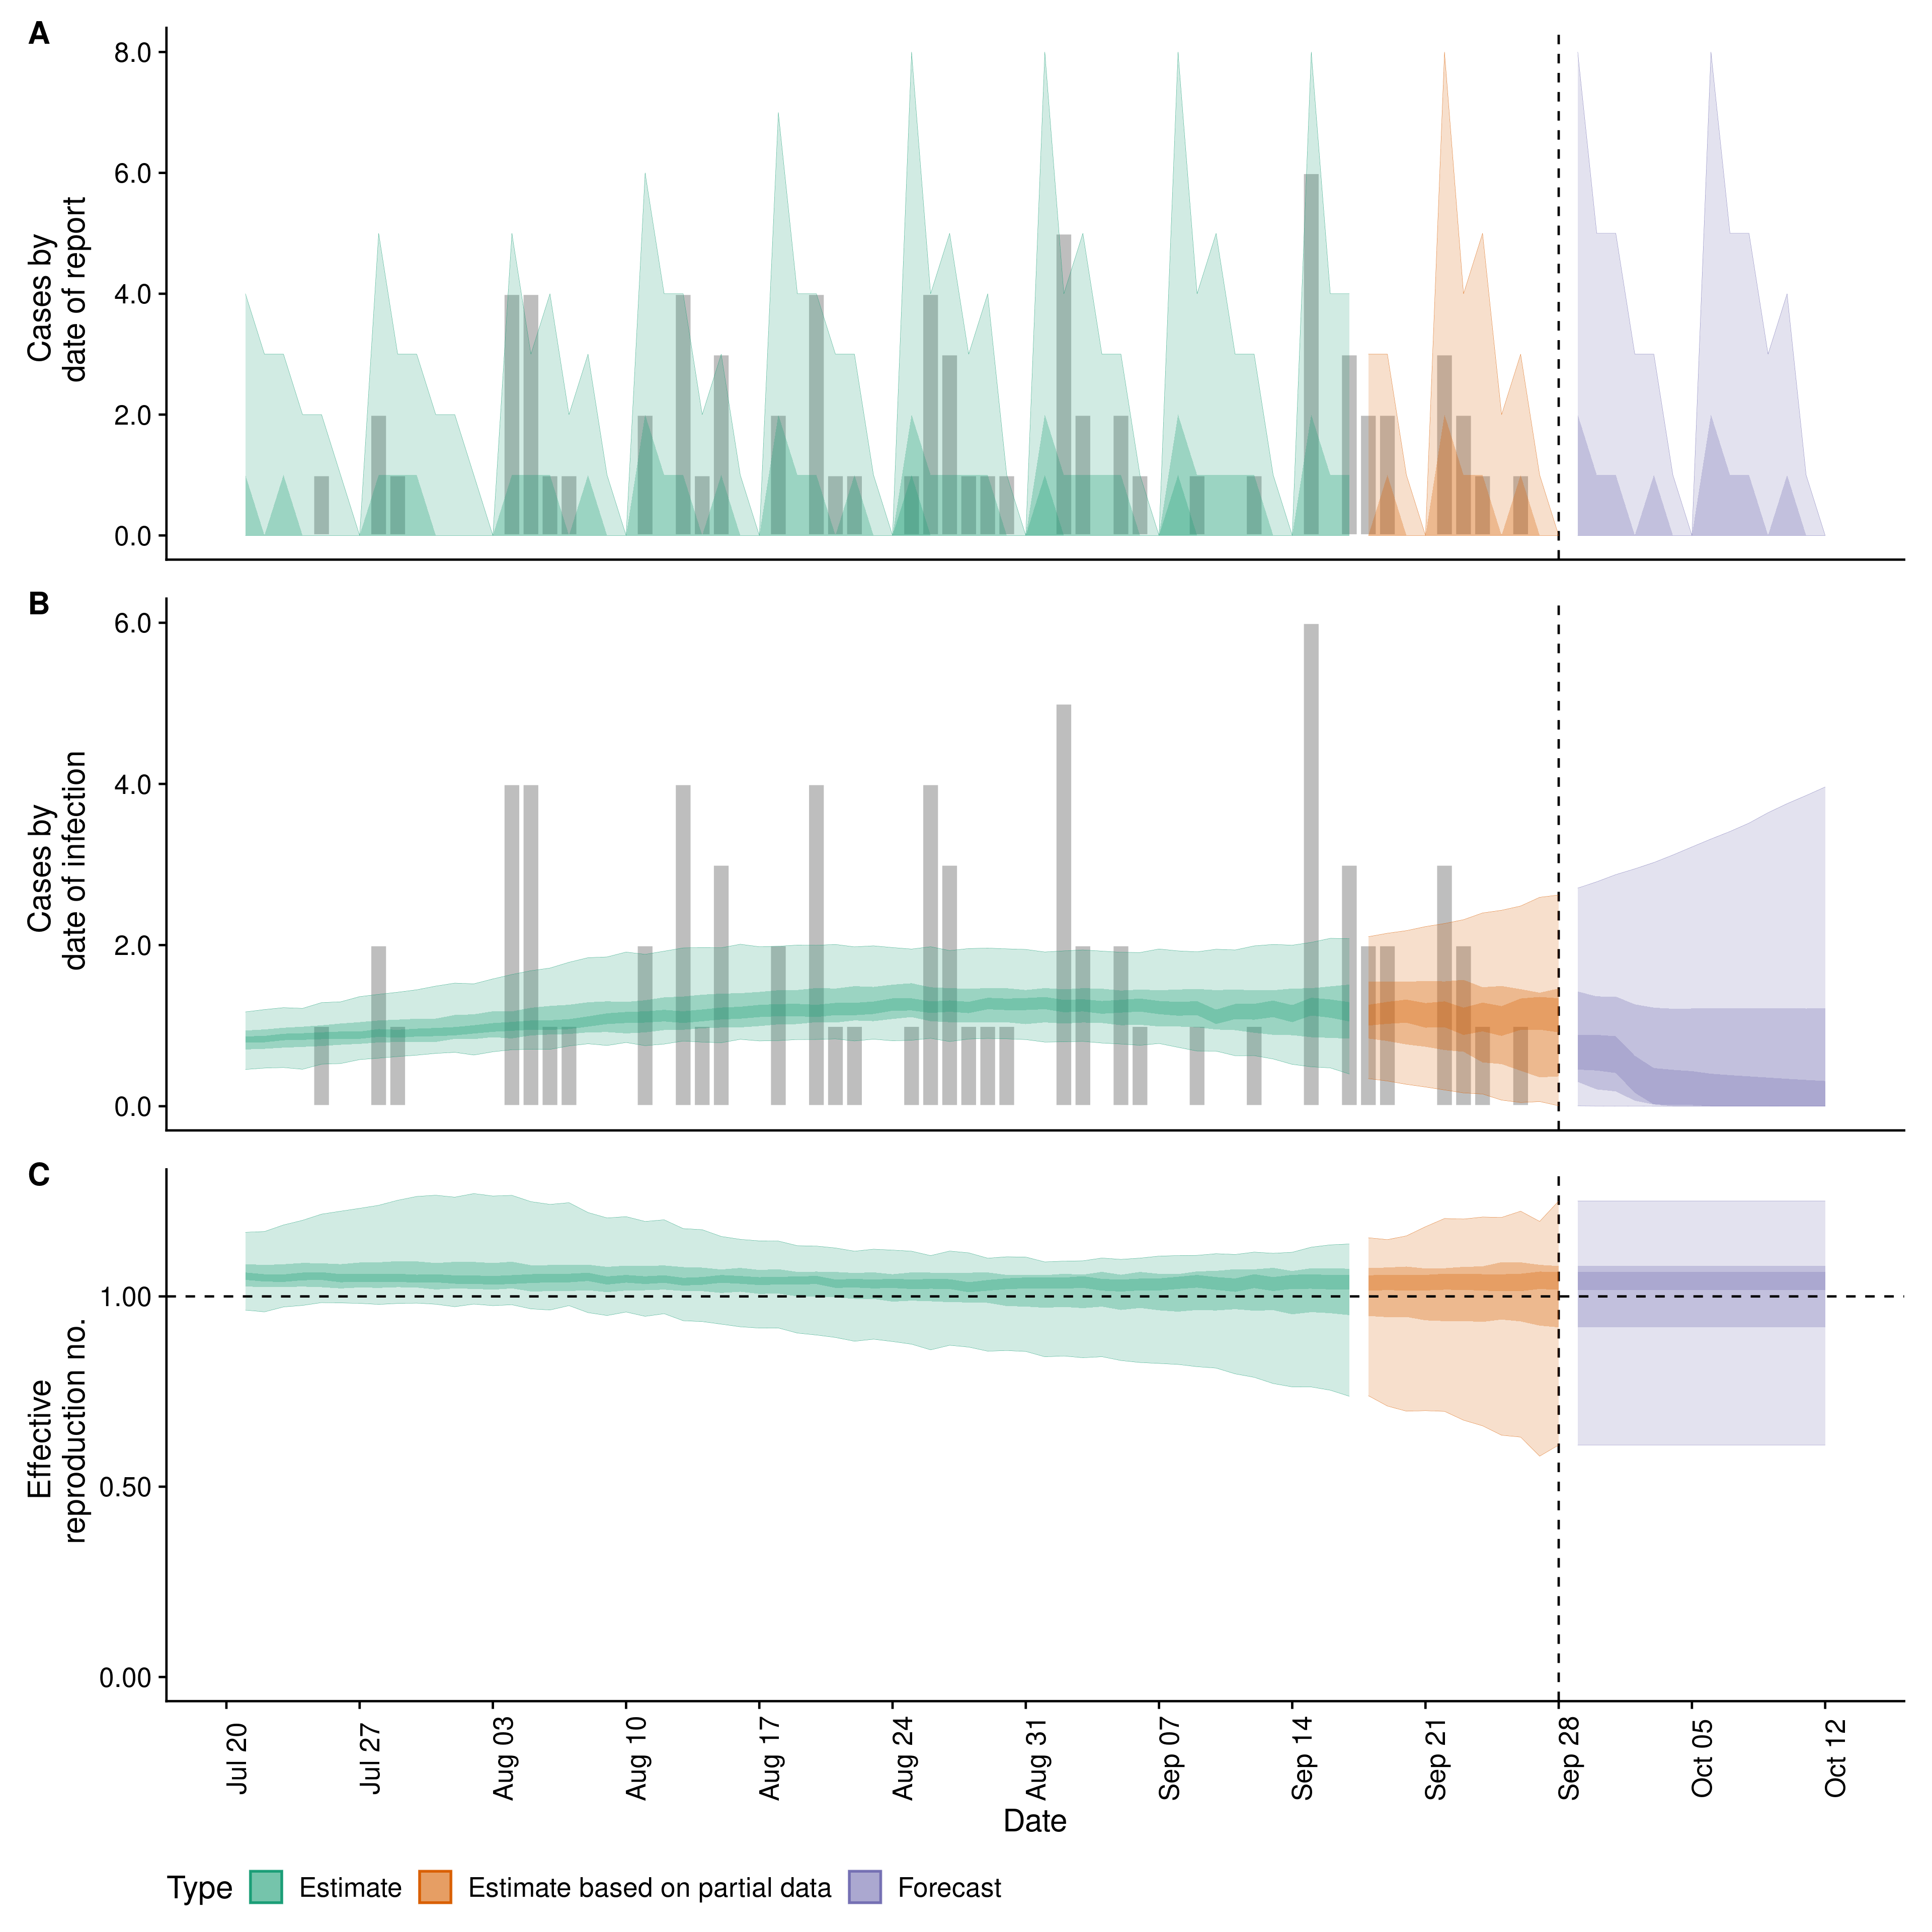 A
8.0
6.0
4.0
2.0
0.0
Cases by
date of report
B
6.0
4.0
2.0
0.0
Cases by
date of infection
C
1.00
0.50
0.00
Effective
reproduction no.
Jul 20
Jul 27
Aug 03
Aug 10
Aug 17
Aug 24
Aug 31
Sep 07
Sep 14
Sep 21
Sep 28
Oct 05
Oct 12
Date
Type Estimate Estimate based on partial data Forecast